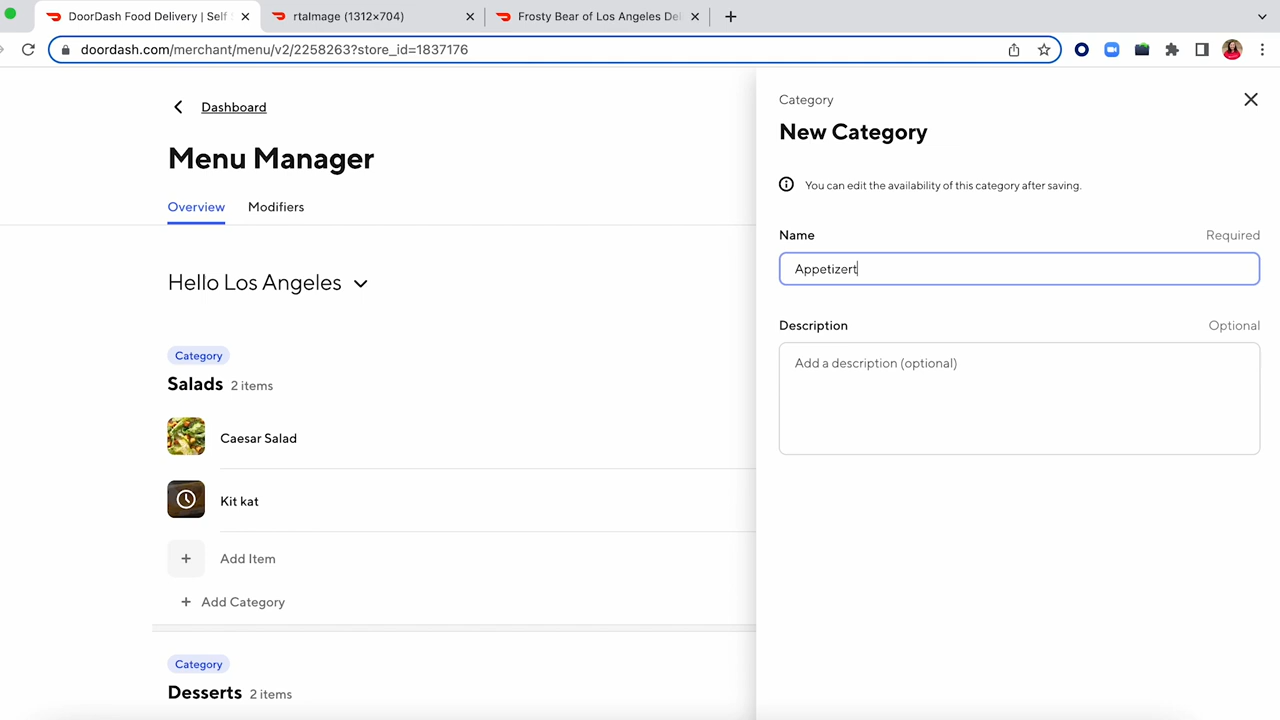 DoorDash Food Delivery | Self
rtaImage (1312×704)
Frosty Bear of Los Angeles Del
doordash.com/merchant/menu/v2/2258263?store_id=1837176
Dashboard
Menu Manager
Overview Modifiers
Hello Los Angeles
Category
Salads 2 items
Caesar Salad
Kit kat
+ Add Item
+ Add Category
Category
Desserts 2 items
Category
New Category
You can edit the availability of this category after saving.
Name Required
Appetizert
Description Optional
Add a description (optional)